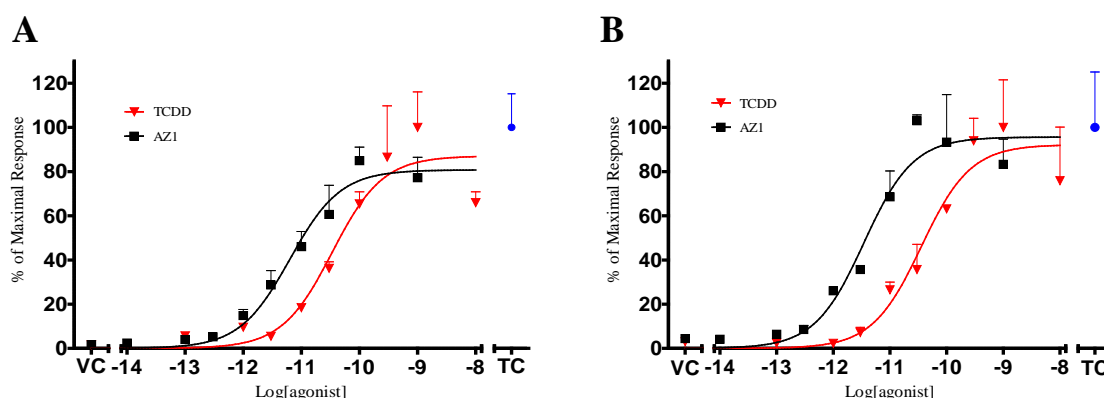 A
% of Maximal Response
120
100
80
60
40
20
0
TCDD
AZ1
VC -14 -13 -12 -11 -10 -9 -8 TC
Log[agonist]
B
% of Maximal Response
120
100
80
60
40
20
0
TCDD
AZ1
VC -14 -13 -12 -11 -10 -9 -8 TC
Log[agonist]